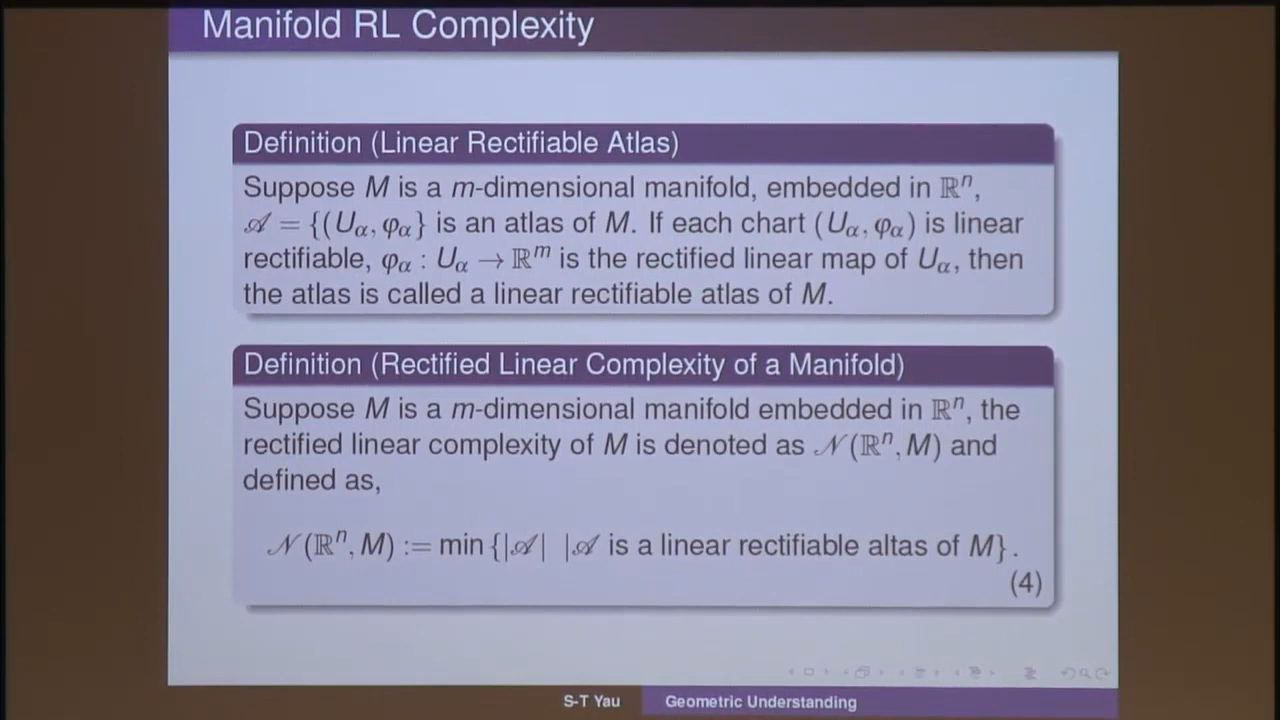 Manifold RL Complexity
Definition (Linear Rectifiable Atlas)
Suppose M is a m-dimensional manifold, embedded in ℝⁿ,
𝒜 = {(U_α, φ_α} is an atlas of M. If each chart (U_α, φ_α) is linear
rectifiable, φ_α : U_α → ℝᵐ is the rectified linear map of U_α, then
the atlas is called a linear rectifiable atlas of M.
Definition (Rectified Linear Complexity of a Manifold)
Suppose M is a m-dimensional manifold embedded in ℝⁿ, the
rectified linear complexity of M is denoted as 𝒩(ℝⁿ, M) and
defined as,
𝒩(ℝⁿ, M) := min {|𝒜| |𝒜 is a linear rectifiable altas of M} .
(4)
S-T Yau Geometric Understanding